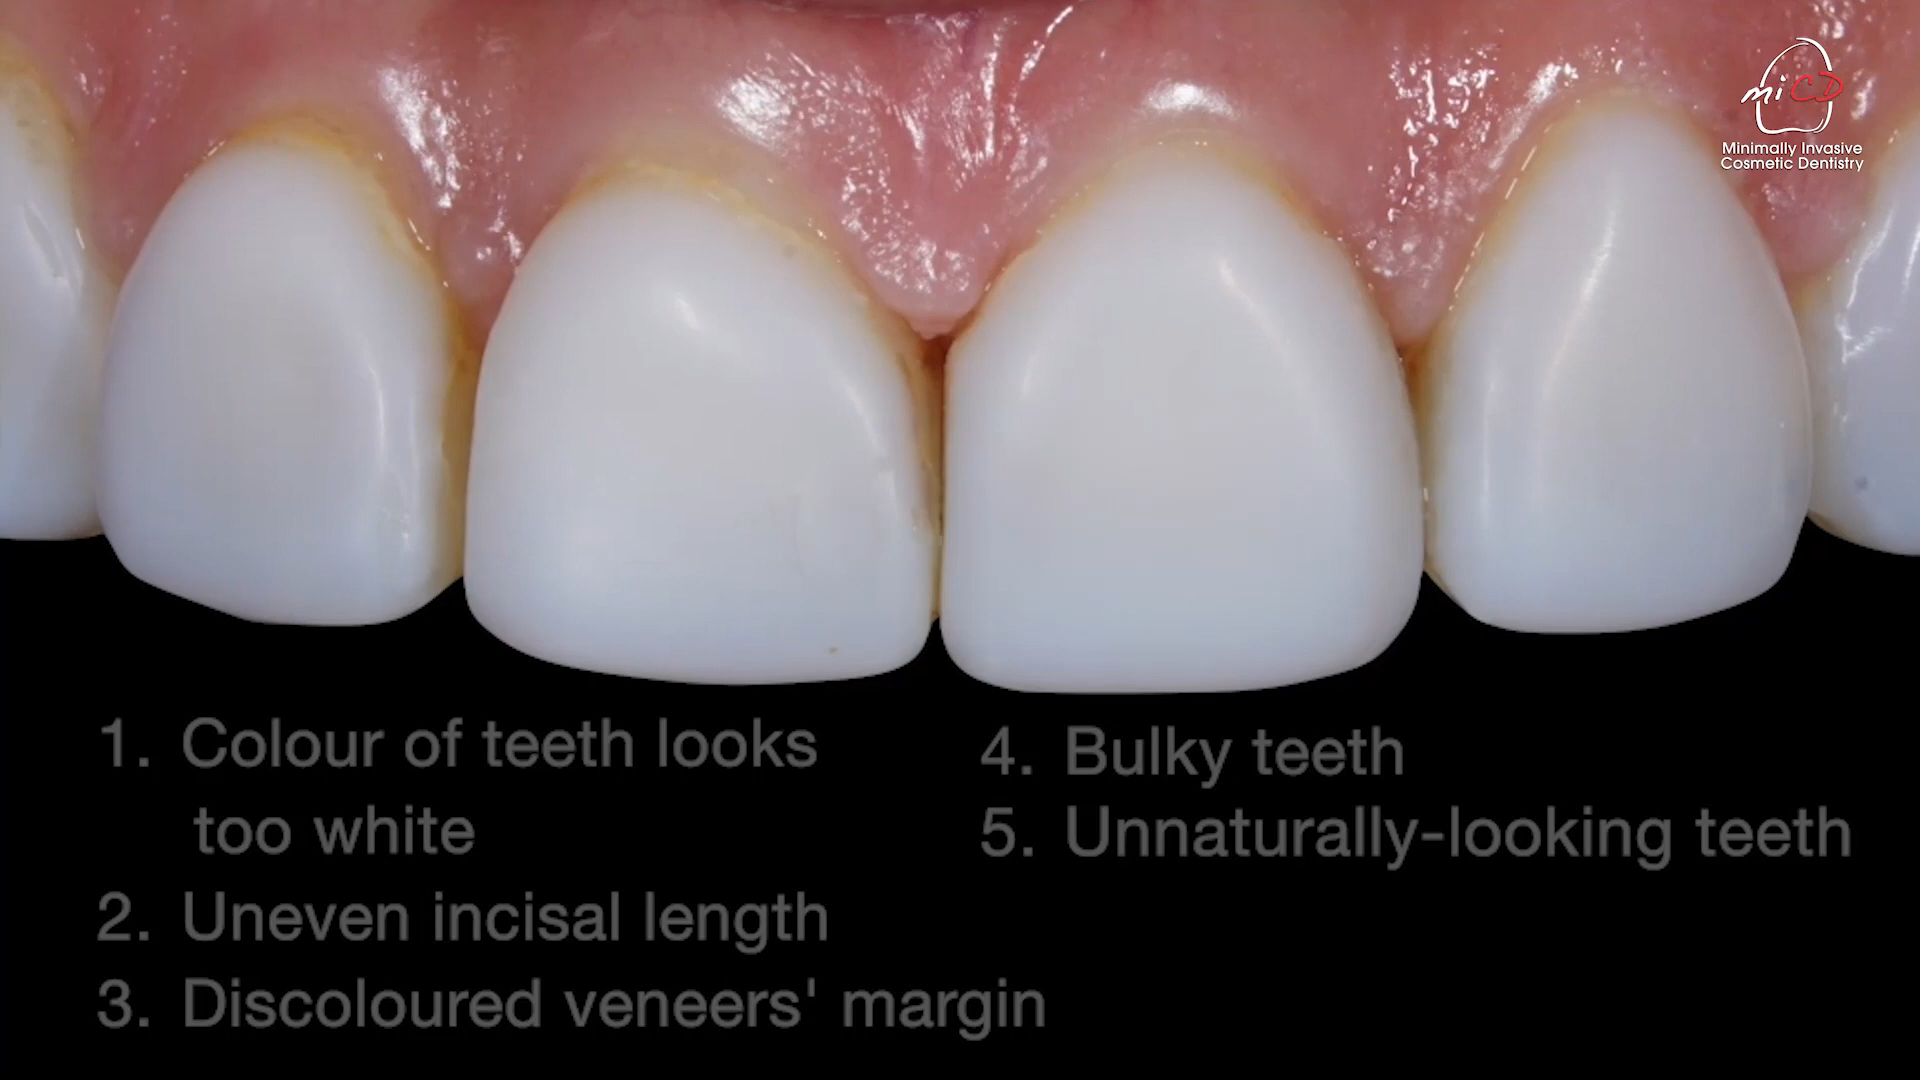 miCD
Minimally Invasive
Cosmetic Dentistry
1. Colour of teeth looks
too white
2. Uneven incisal length
3. Discoloured veneers' margin
4. Bulky teeth
5. Unnaturally-looking teeth